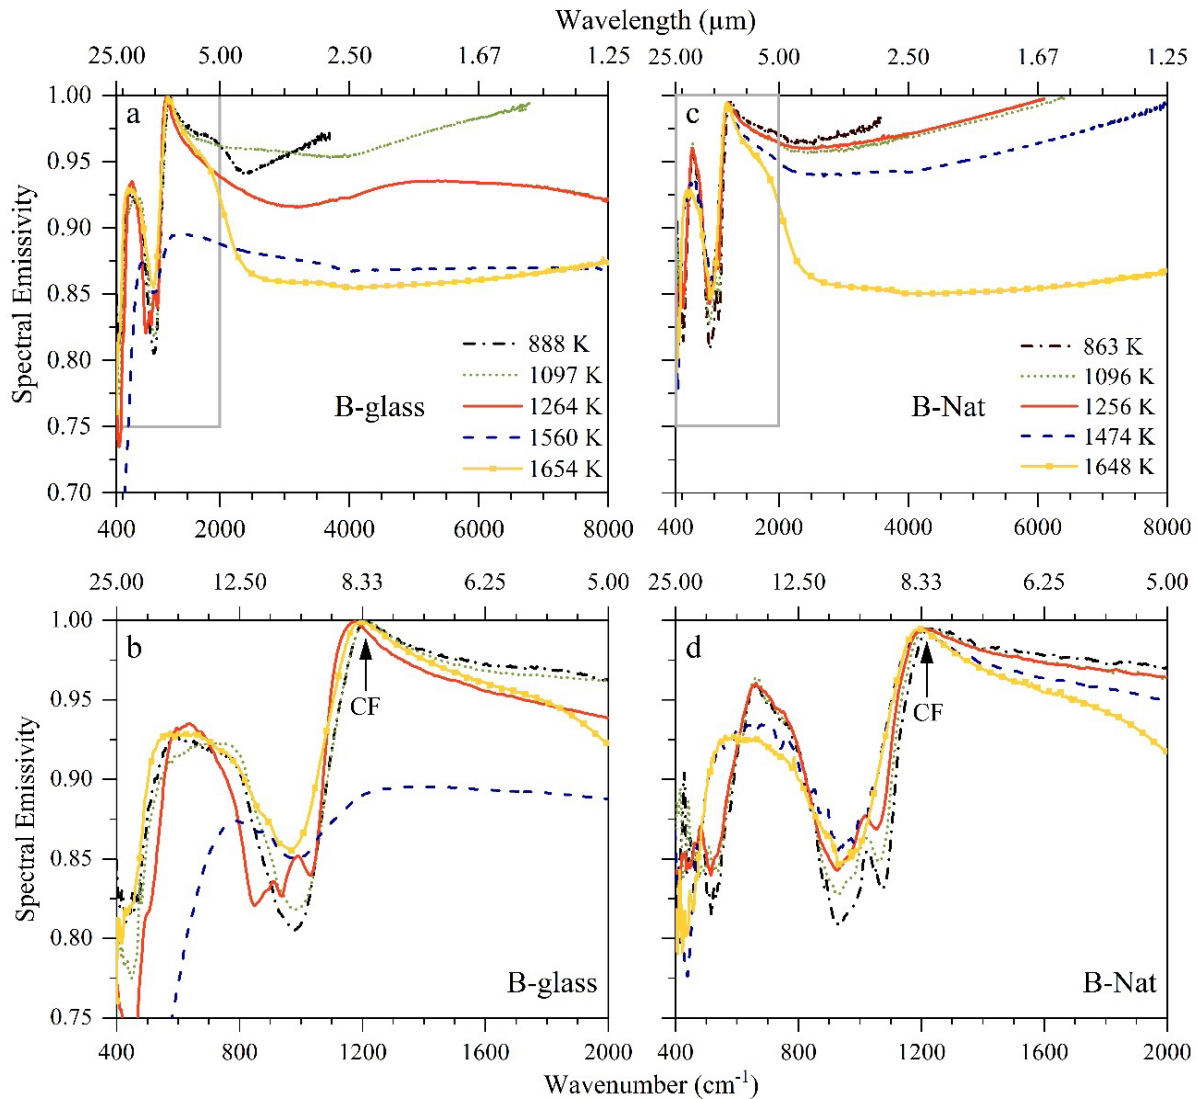 Wavelength (µm)
25.00 12.50 5.00 2.50 1.67 1.25
25.00 12.50 5.00 2.50 1.67 1.25
a
c
1.00
0.95
0.90
0.85
0.80
0.75
0.70
Spectral Emissivity
888 K
1097 K
1264 K
1560 K
1654 K
B-glass
863 K
1096 K
1256 K
1474 K
1648 K
B-Nat
400 2000 4000 6000 8000
400 2000 4000 6000 8000
25.00 12.50 8.33 6.25 5.00
25.00 12.50 8.33 6.25 5.00
b
d
1.00
0.95
0.90
0.85
0.80
0.75
Spectral Emissivity
CF
CF
B-glass
B-Nat
400 800 1200 1600 2000
400 800 1200 1600 2000
Wavenumber (cm⁻¹)